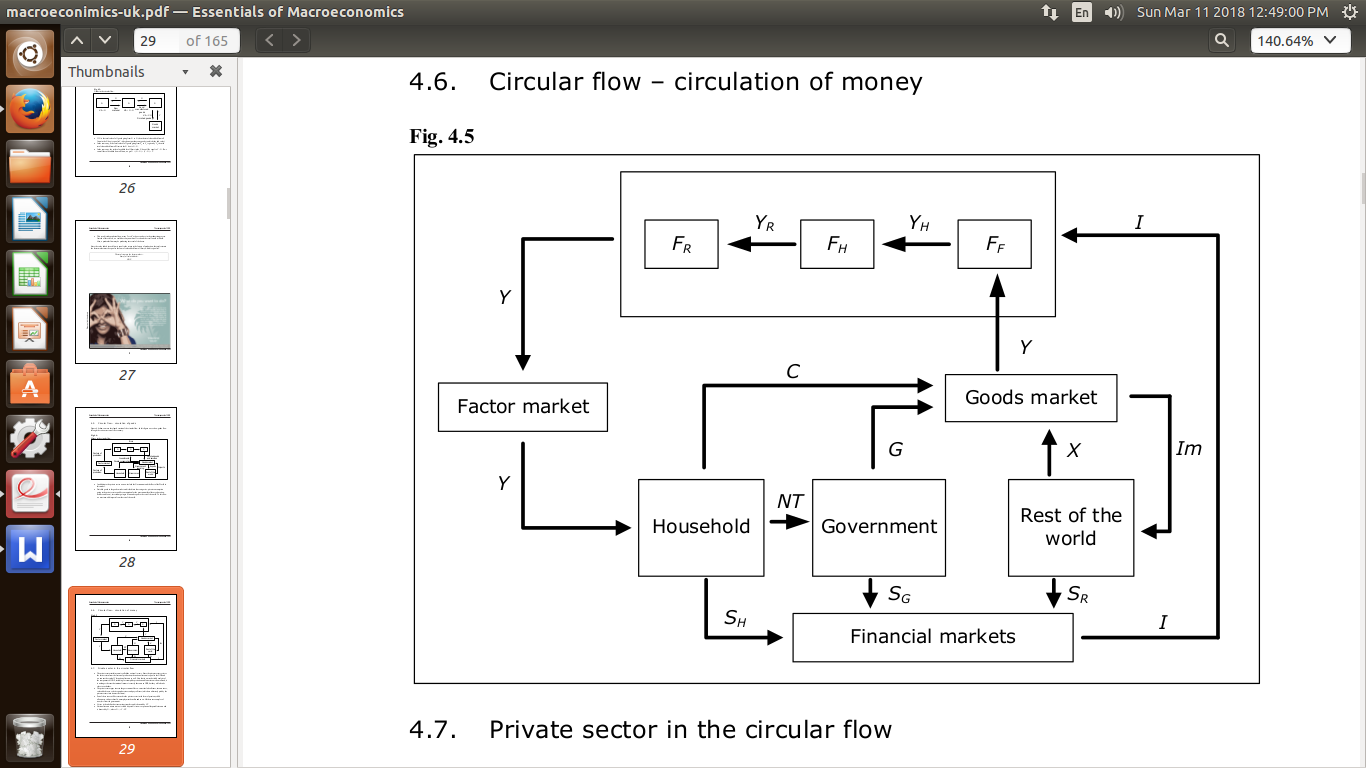 macroeconimics-uk.pdf — Essentials of Macroeconomics
En
Sun Mar 11 2018 12:49:00 PM
29 of 165
140.64%
Thumbnails
26
27
28
29
4.6. Circular flow – circulation of money
Fig. 4.5
F_R
Y_R
F_H
Y_H
F_F
I
Y
Y
C
Factor market
Goods market
G
X
Im
Y
NT
Household
Government
Rest of the
world
S_H
S_G
S_R
I
Financial markets
4.7. Private sector in the circular flow